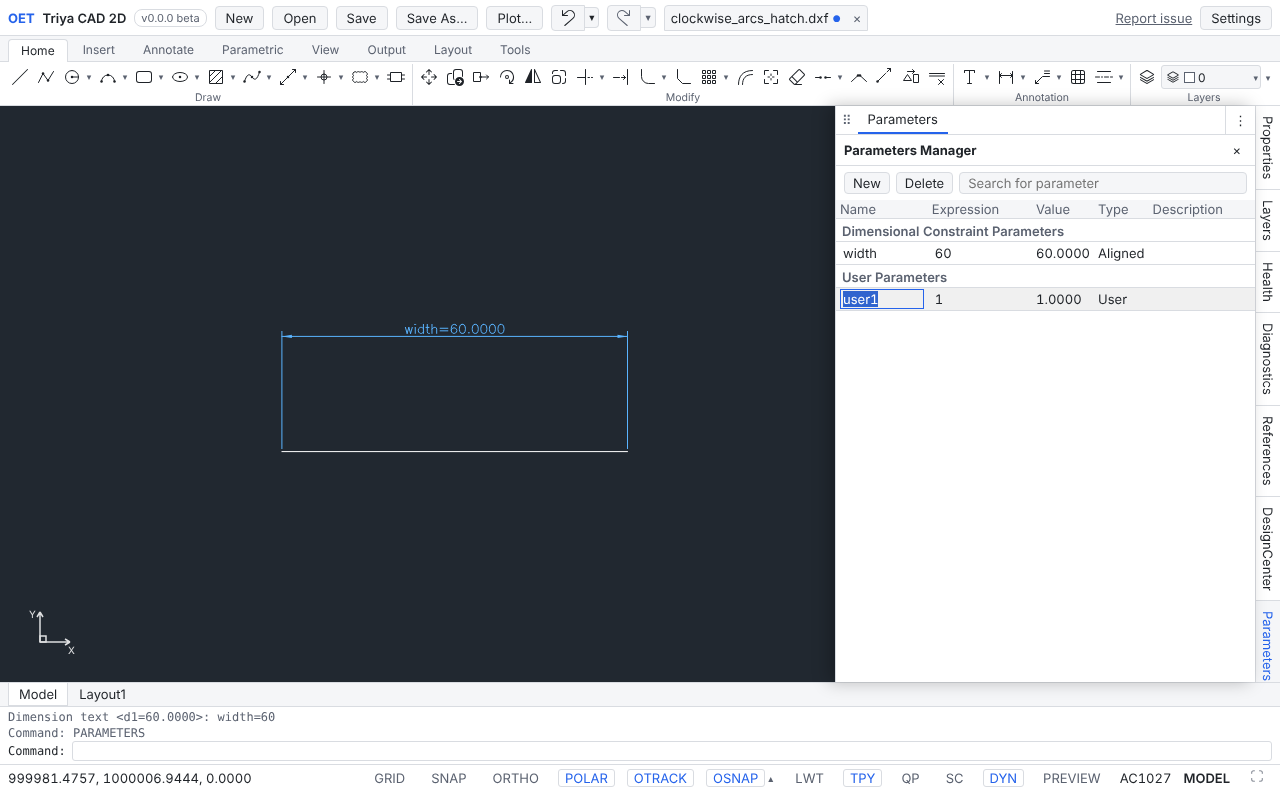 OET Triya CAD 2D v0.0.0 beta New Open Save Save As... Plot... clockwise_arcs_hatch.dxf × Report issue Settings
Home Insert Annotate Parametric View Output Layout Tools
0
Draw Modify Annotation Layers
Parameters
Parameters Manager ×
New Delete Search for parameter
Name Expression Value Type Description
Dimensional Constraint Parameters
width 60 60.0000 Aligned
User Parameters
user1 1 1.0000 User
Properties
Layers
Health
Diagnostics
References
DesignCenter
Parameters
width=60.0000
Y
X
Model Layout1
Dimension text <d1=60.0000>: width=60
Command: PARAMETERS
Command:
999981.4757, 1000006.9444, 0.0000 GRID SNAP ORTHO POLAR OTRACK OSNAP LWT TPY QP SC DYN PREVIEW AC1027 MODEL